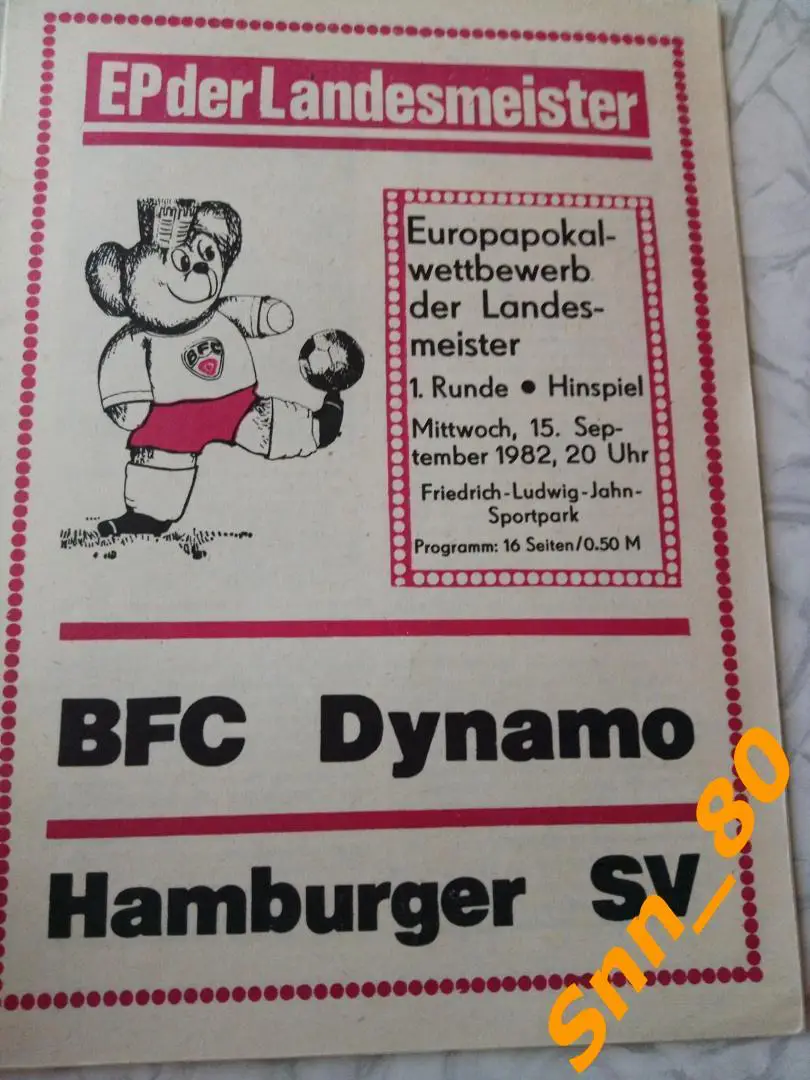 EP der Landesmeister
BFC
Europapokal-
wettbewerb
der Landes-
meister
1. Runde ● Hinspiel
Mittwoch, 15. Sep-
tember 1982, 20 Uhr
Friedrich-Ludwig-Jahn-
Sportpark
Programm: 16 Seiten/0.50 M
BFC Dynamo
Hamburger SV
Snn_80